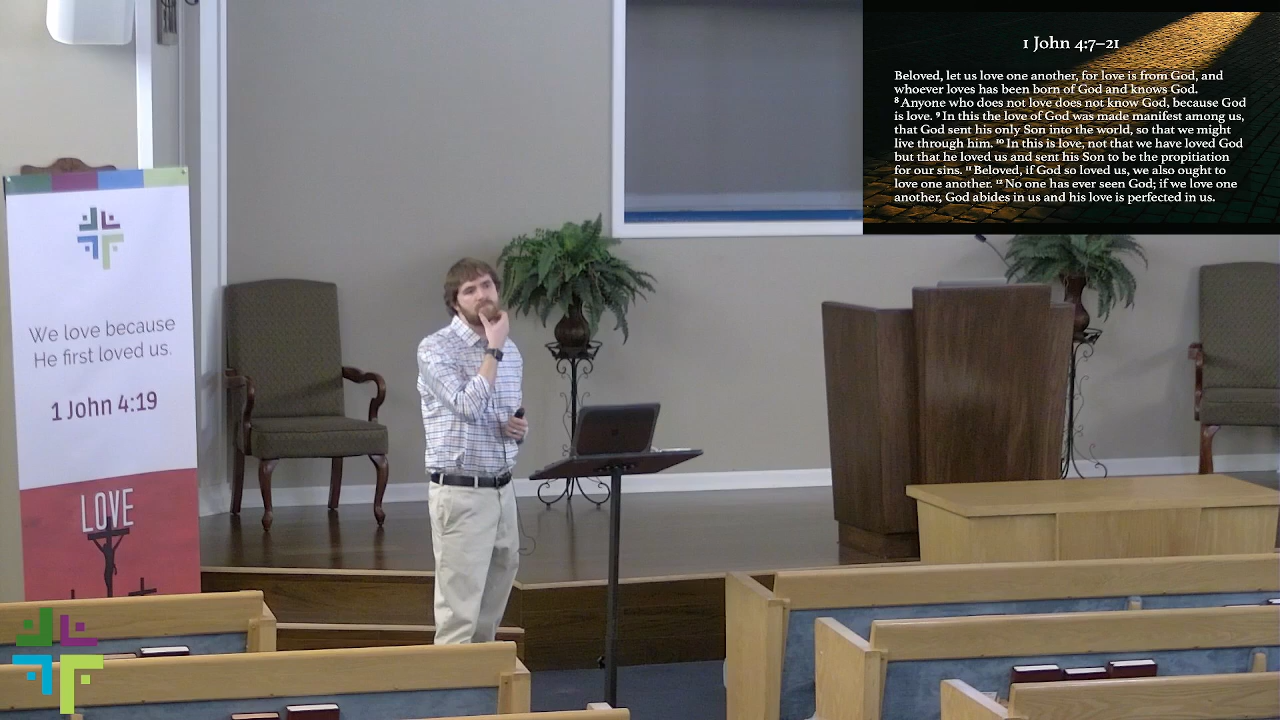 We love because
He first loved us.
1 John 4:19
LOVE
1 John 4:7–21
Beloved, let us love one another, for love is from God, and
whoever loves has been born of God and knows God.
⁸ Anyone who does not love does not know God, because God
is love. ⁹ In this the love of God was made manifest among us,
that God sent his only Son into the world, so that we might
live through him. ¹⁰ In this is love, not that we have loved God
but that he loved us and sent his Son to be the propitiation
for our sins. ¹¹ Beloved, if God so loved us, we also ought to
love one another. ¹² No one has ever seen God; if we love one
another, God abides in us and his love is perfected in us.